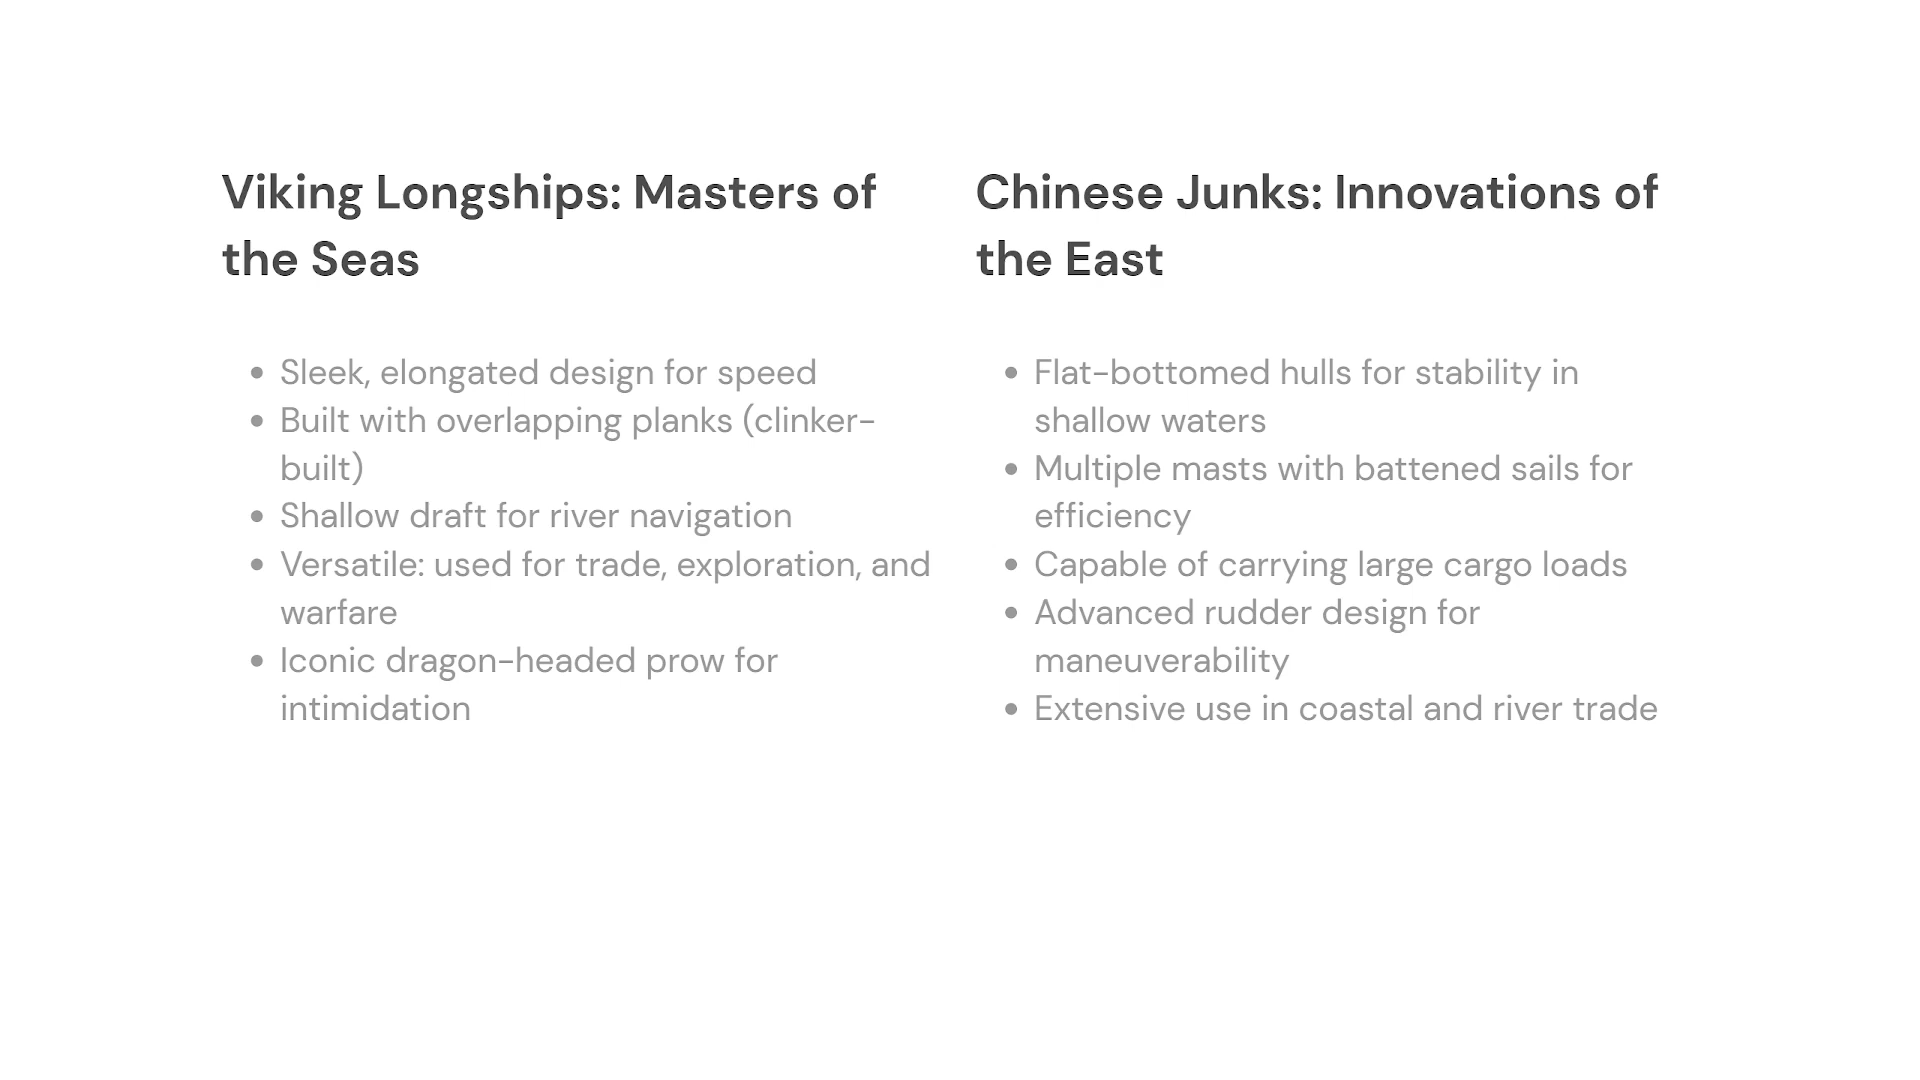 Viking Longships: Masters of
the Seas
• Sleek, elongated design for speed
• Built with overlapping planks (clinker-
built)
• Shallow draft for river navigation
• Versatile: used for trade, exploration, and
warfare
• Iconic dragon-headed prow for
intimidation
Chinese Junks: Innovations of
the East
• Flat-bottomed hulls for stability in
shallow waters
• Multiple masts with battened sails for
efficiency
• Capable of carrying large cargo loads
• Advanced rudder design for
maneuverability
• Extensive use in coastal and river trade